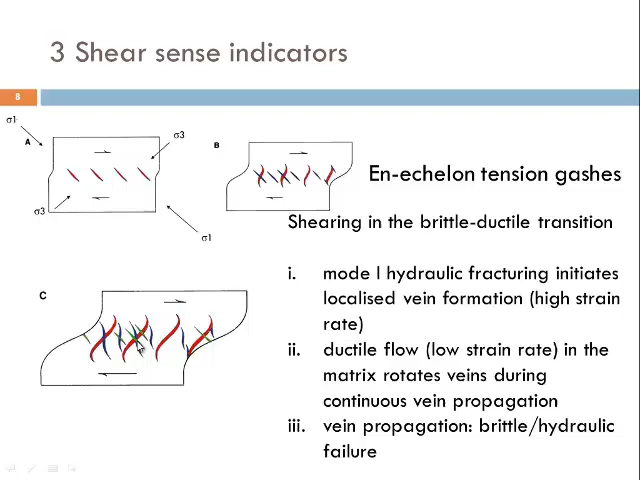 3 Shear sense indicators
8
σ1
A
σ3
σ3
σ1
B
En-echelon tension gashes
Shearing in the brittle-ductile transition
C
i. mode I hydraulic fracturing initiates
localised vein formation (high strain
rate)
ii. ductile flow (low strain rate) in the
matrix rotates veins during
continuous vein propagation
iii. vein propagation: brittle/hydraulic
failure